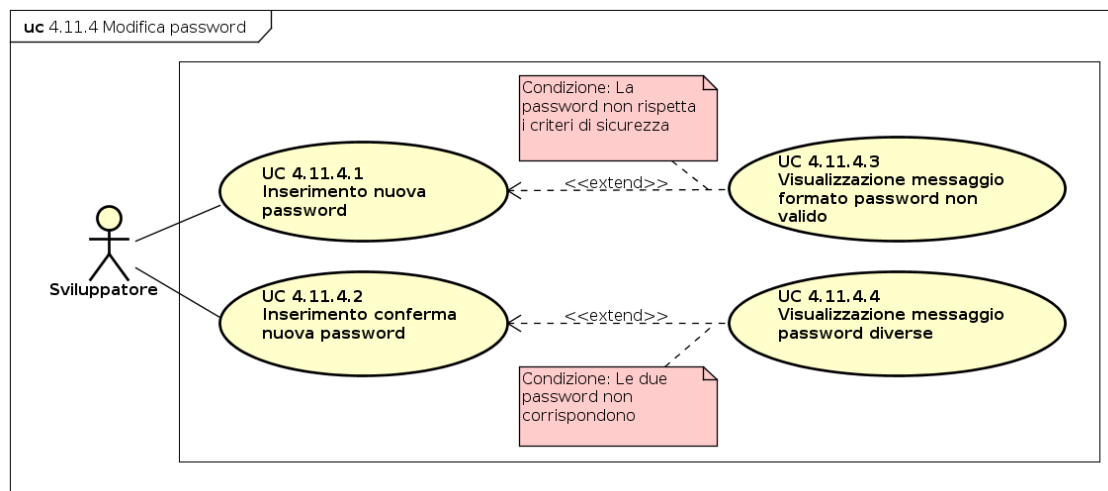 uc 4.11.4 Modifica password
Condizione: La
password non rispetta
i criteri di sicurezza
UC 4.11.4.1
Inserimento nuova
password
<<extend>>
UC 4.11.4.3
Visualizzazione messaggio
formato password non
valido
Sviluppatore
UC 4.11.4.2
Inserimento conferma
nuova password
<<extend>>
UC 4.11.4.4
Visualizzazione messaggio
password diverse
Condizione: Le due
password non
corrispondono